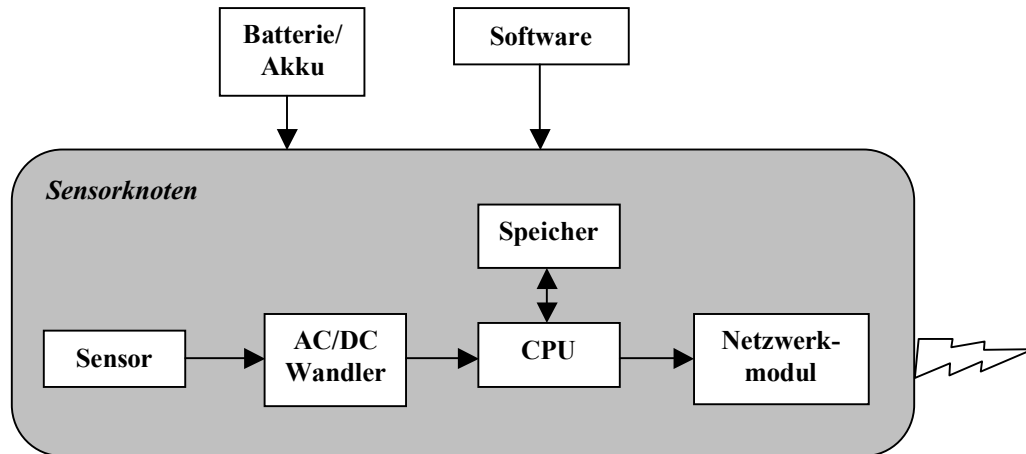 Batterie/
Akku
Software
Sensorknoten
Speicher
Sensor
AC/DC
Wandler
CPU
Netzwerk-
modul